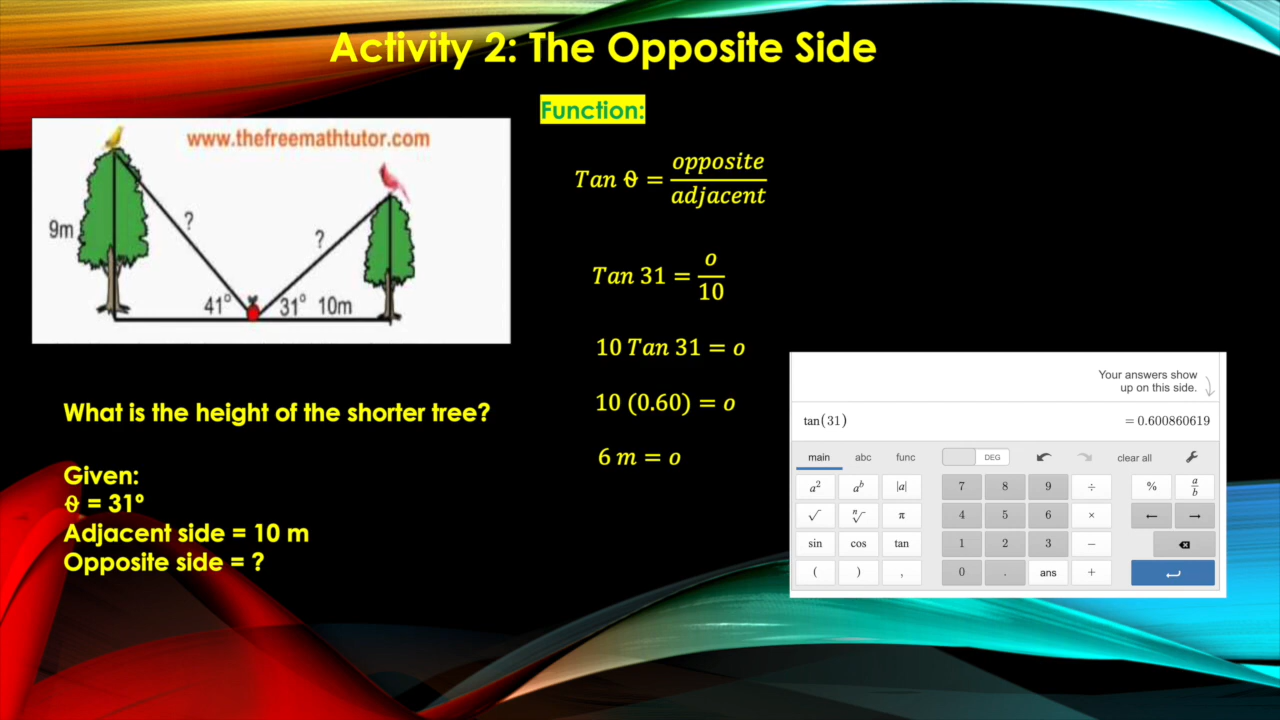 Activity 2: The Opposite Side
Function:
www.thefreemathtutor.com
9m
?
?
41°
31°
10m
What is the height of the shorter tree?
Given:
ϑ = 31°
Adjacent side = 10 m
Opposite side = ?
Tan ϑ = opposite/adjacent
Tan 31 = o/10
10 Tan 31 = o
10 (0.60) = o
6 m = o
Your answers show
up on this side.
tan(31) = 0.600860619
main abc func DEG clear all
a² aᵇ |a| 7 8 9 ÷ % a/b
√ ⁿ√ π 4 5 6 × ← →
sin cos tan 1 2 3 −
( ) , 0 . ans +